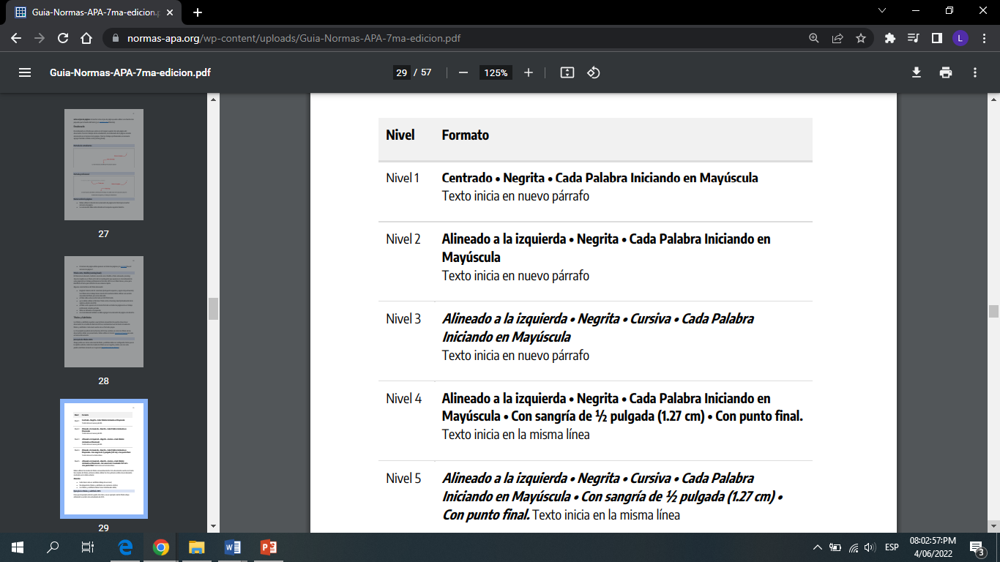 Guia-Normas-APA-7ma-edicion.p
normas-apa.org/wp-content/uploads/Guia-Normas-APA-7ma-edicion.pdf
L
Guia-Normas-APA-7ma-edicion.pdf
29 / 57
125%
27
28
29
Nivel Formato
Nivel 1 Centrado • Negrita • Cada Palabra Iniciando en Mayúscula
Texto inicia en nuevo párrafo
Nivel 2 Alineado a la izquierda • Negrita • Cada Palabra Iniciando en
Mayúscula
Texto inicia en nuevo párrafo
Nivel 3 Alineado a la izquierda • Negrita • Cursiva • Cada Palabra
Iniciando en Mayúscula
Texto inicia en nuevo párrafo
Nivel 4 Alineado a la izquierda • Negrita • Cada Palabra Iniciando en
Mayúscula • Con sangría de ½ pulgada (1.27 cm) • Con punto final.
Texto inicia en la misma línea
Nivel 5 Alineado a la izquierda • Negrita • Cursiva • Cada Palabra
Iniciando en Mayúscula • Con sangría de ½ pulgada (1.27 cm) •
Con punto final. Texto inicia en la misma línea
ESP
08:02:57:PM
4/06/2022
3